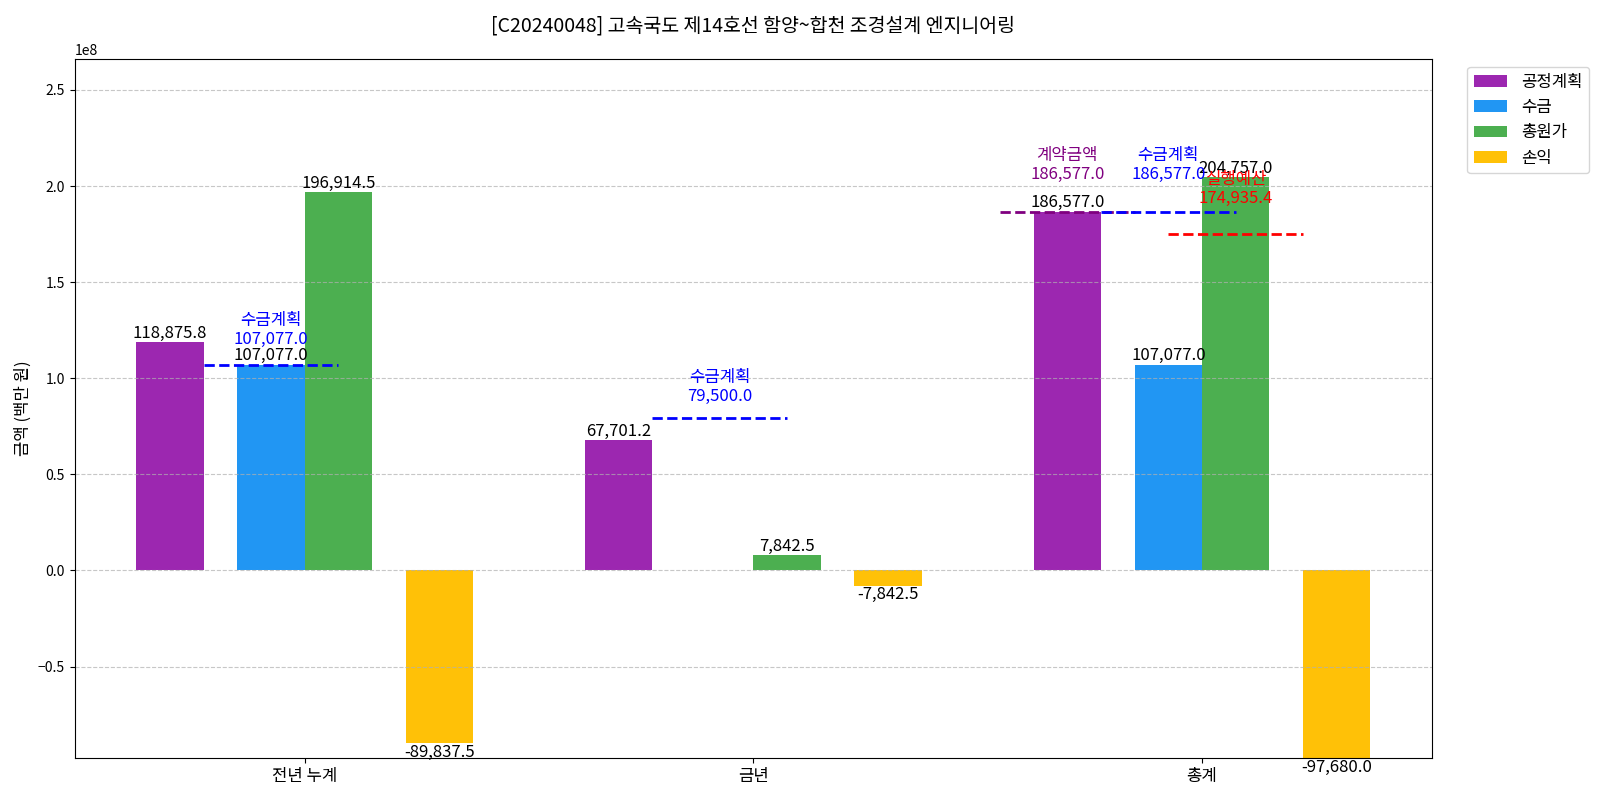 [C20240048] 고속국도 제14호선 함양~합천 조경설계 엔지니어링
1e8
2.5
2.0
1.5
1.0
0.5
0.0
−0.5
금액 (백만 원)
118,875.8
수금계획
107,077.0
107,077.0
196,914.5
-89,837.5
67,701.2
수금계획
79,500.0
7,842.5
-7,842.5
계약금액
186,577.0
186,577.0
수금계획
186,577.0
107,077.0
204,757.0
실행예산
174,935.4
-97,680.0
전년 누계
금년
총계
공정계획
수금
총원가
손익